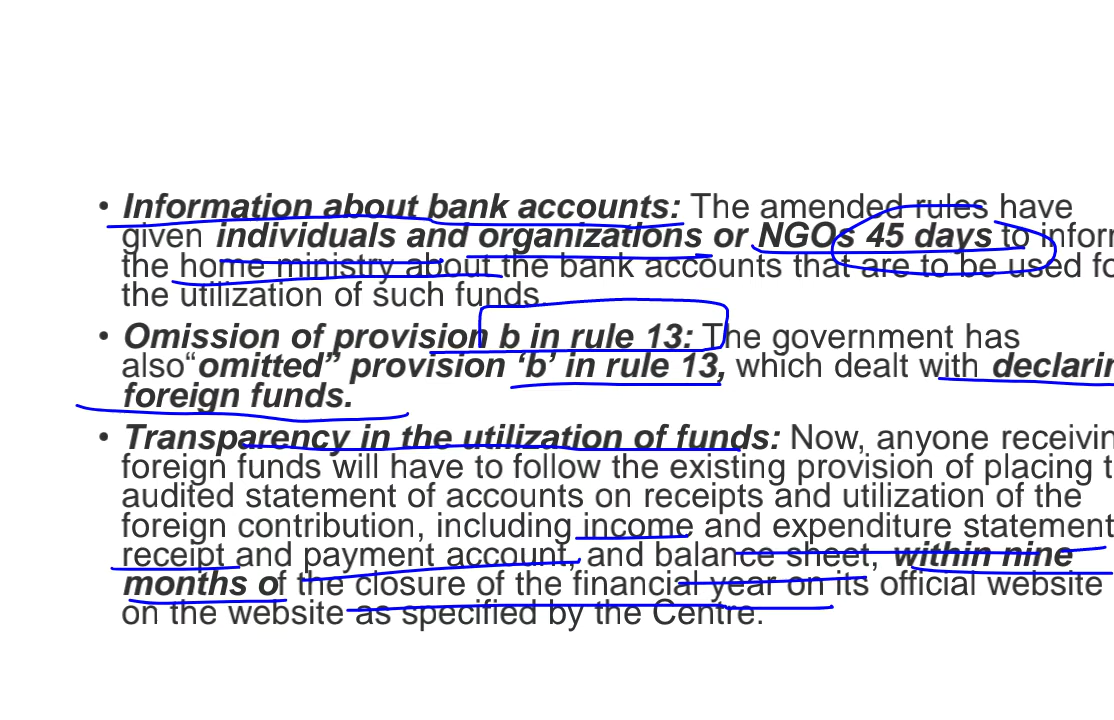 • Information about bank accounts: The amended rules have
given individuals and organizations or NGOs 45 days to infor
the home ministry about the bank accounts that are to be used fo
the utilization of such funds.
• Omission of provision b in rule 13: The government has
also“omitted” provision ‘b’ in rule 13, which dealt with declarin
foreign funds.
• Transparency in the utilization of funds: Now, anyone receivin
foreign funds will have to follow the existing provision of placing t
audited statement of accounts on receipts and utilization of the
foreign contribution, including income and expenditure statement
receipt and payment account, and balance sheet, within nine
months of the closure of the financial year on its official website
on the website as specified by the Centre.